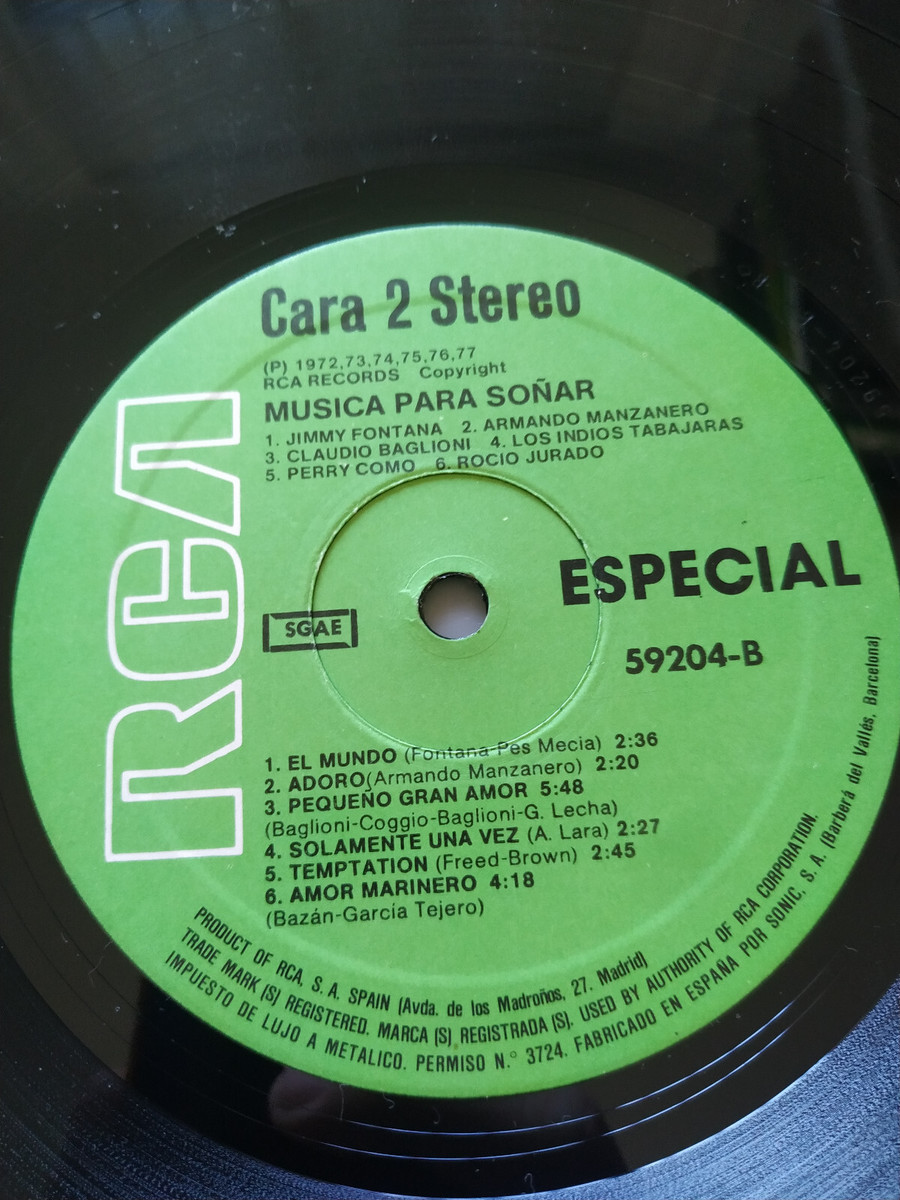 Cara 2 Stereo
(P) 1972,73,74,75,76,77
RCA RECORDS Copyright
MUSICA PARA SOÑAR
1. JIMMY FONTANA 2. ARMANDO MANZANERO
3. CLAUDIO BAGLIONI 4. LOS INDIOS TABAJARAS
5. PERRY COMO 6. ROCIO JURADO
RCA
ESPECIAL
SGAE
59204-B
1. EL MUNDO (Fontana Pes Mecia) 2:36
2. ADORO(Armando Manzanero) 2:20
3. PEQUEÑO GRAN AMOR 5:48
(Baglioni-Coggio-Baglioni-G. Lecha)
4. SOLAMENTE UNA VEZ (A. Lara) 2:27
5. TEMPTATION (Freed-Brown) 2:45
6. AMOR MARINERO 4:18
(Bazán-García Tejero)
PRODUCT OF RCA, S. A. SPAIN (Avda. de los Madroños, 27. Madrid)
TRADE MARK (S) REGISTERED. MARCA (S) REGISTRADA (S). USED BY AUTHORITY OF RCA CORPORATION.
IMPUESTO DE LUJO A METALICO. PERMISO N.° 3724. FABRICADO EN ESPAÑA POR SONIC, S. A. (Barberá del Vallés, Barcelona)